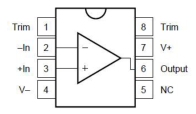 Trim 1 8 Trim
–In 2 – 7 V+
+In 3 + 6 Output
V– 4 5 NC